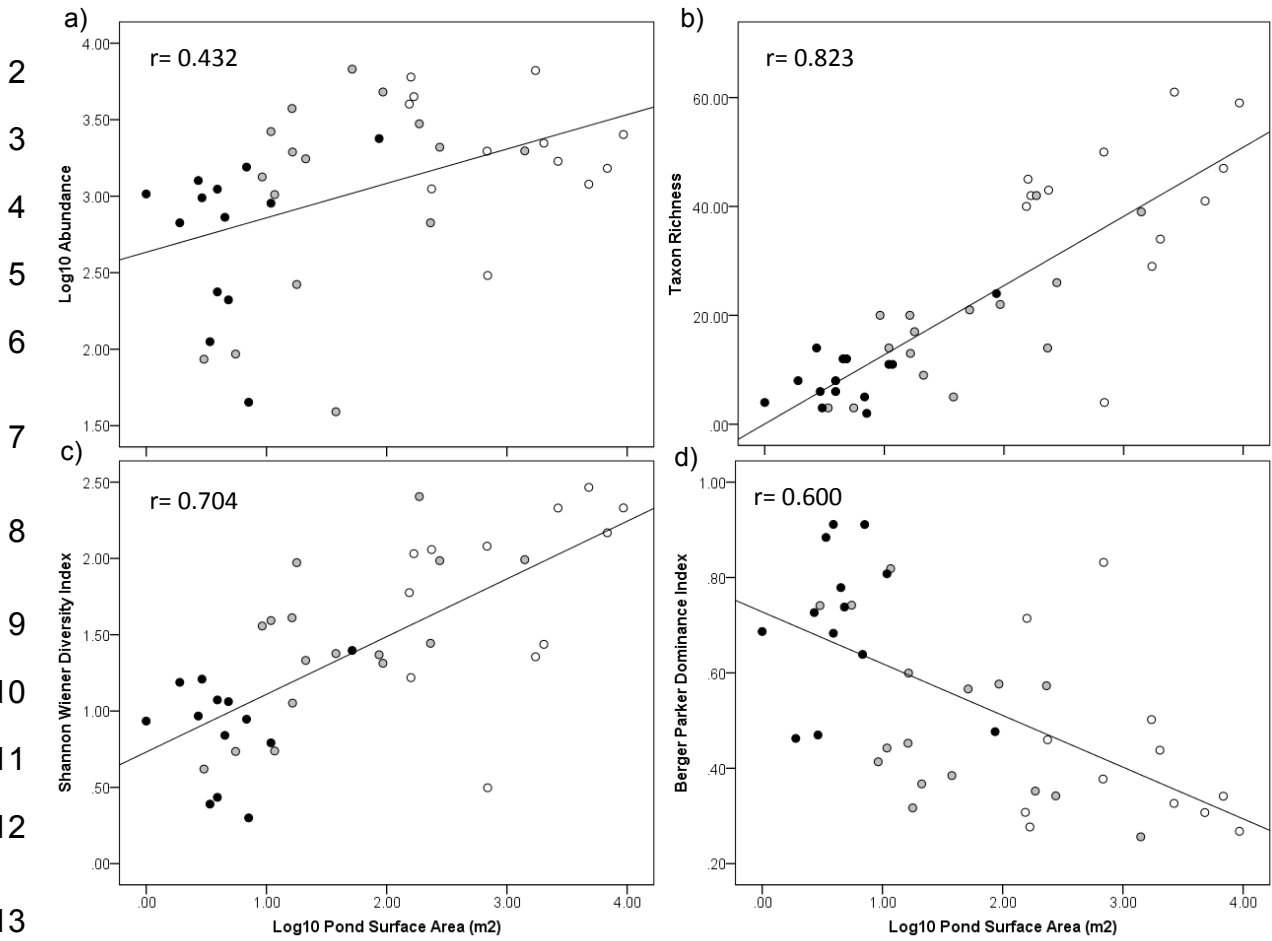 a)
r= 0.432
Log10 Abundance
4.00
3.50
3.00
2.50
2.00
1.50
b)
r= 0.823
Taxon Richness
60.00
40.00
20.00
.00
c)
r= 0.704
Shannon Wiener Diversity Index
2.50
2.00
1.50
1.00
.50
.00
.00 1.00 2.00 3.00 4.00
Log10 Pond Surface Area (m2)
d)
r= 0.600
Berger Parker Dominance Index
1.00
.80
.60
.40
.20
.00 1.00 2.00 3.00 4.00
Log10 Pond Surface Area (m2)
2
3
4
5
6
7
8
9
10
11
12
13